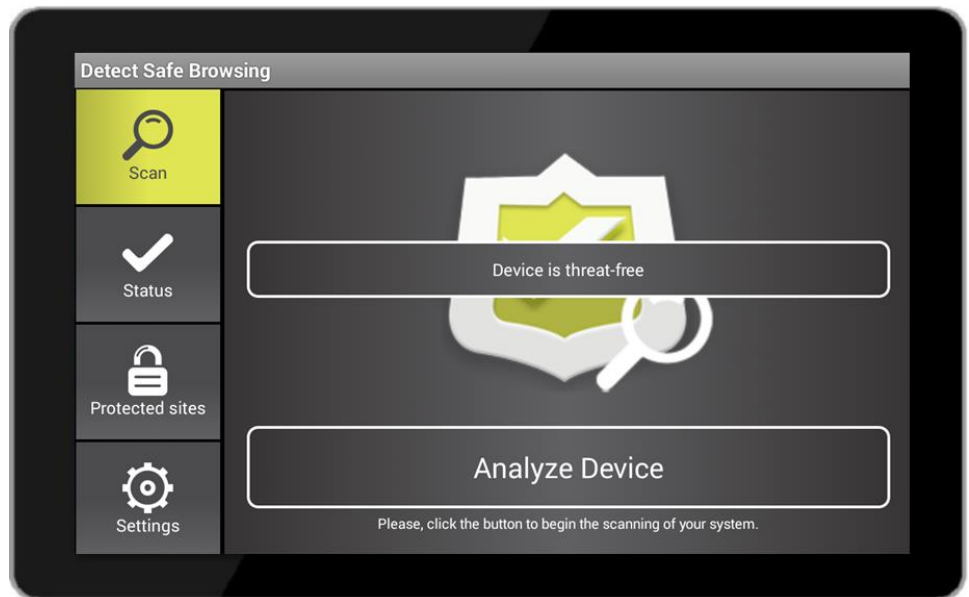 Detect Safe Browsing
Scan
Status
Protected sites
Settings
Device is threat-free
Analyze Device
Please, click the button to begin the scanning of your system.